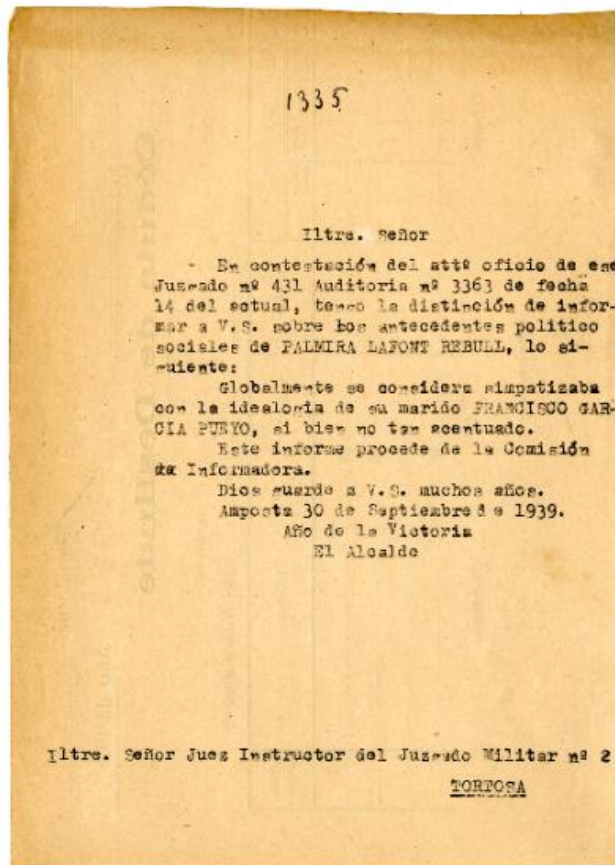 1335
Iltre. Señor
- En contestación del attº oficio de ese
Juzgado nº 431 Auditoria nº 3363 de fecha
14 del actual, tengo la distinción de infor-
mar a V.S. sobre los antecedentes politico
sociales de PALMIRA LAFONT REBULL, lo si-
guiente:
Globalmente se considera simpatizaba
con la idealogia de su marido FRANCISCO GAR-
CIA PUEYO, si bien no tan acentuado.
Este informe procede de la Comisión
Informadora.
Dios guarde a V.S. muchos años.
Amposta 30 de Septiembre de 1939.
Año de la Victoria
El Alcalde
Iltre. Señor Juez Instructor del Juzgado Militar nº 2
TORTOSA